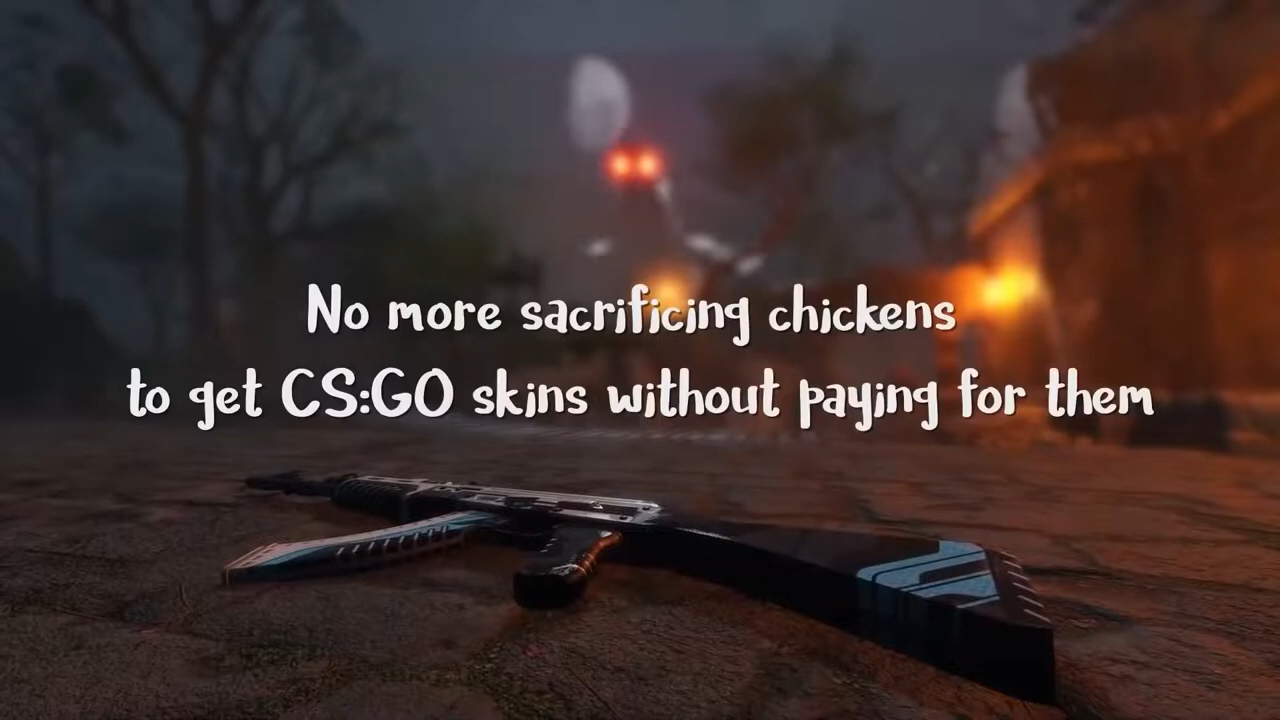 No more sacrificing chickens
to get CS:GO skins without paying for them